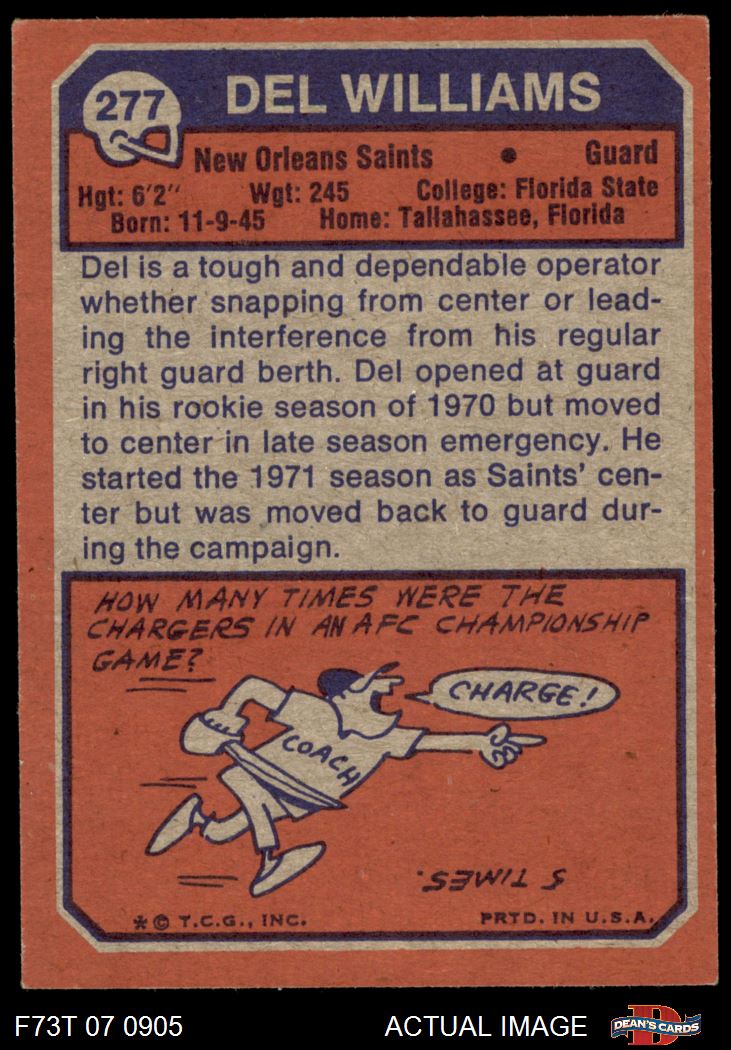 277
DEL WILLIAMS
New Orleans Saints • Guard
Hgt: 6'2" Wgt: 245 College: Florida State
Born: 11-9-45 Home: Tallahassee, Florida
Del is a tough and dependable operator
whether snapping from center or lead-
ing the interference from his regular
right guard berth. Del opened at guard
in his rookie season of 1970 but moved
to center in late season emergency. He
started the 1971 season as Saints' cen-
ter but was moved back to guard dur-
ing the campaign.
HOW MANY TIMES WERE THE
CHARGERS IN AN AFC CHAMPIONSHIP
GAME?
CHARGE!
COACH
5 TIMES.
*© T.C.G., INC. PRTD. IN U.S.A.
F73T 07 0905 ACTUAL IMAGE
D
DEAN'S CARDS